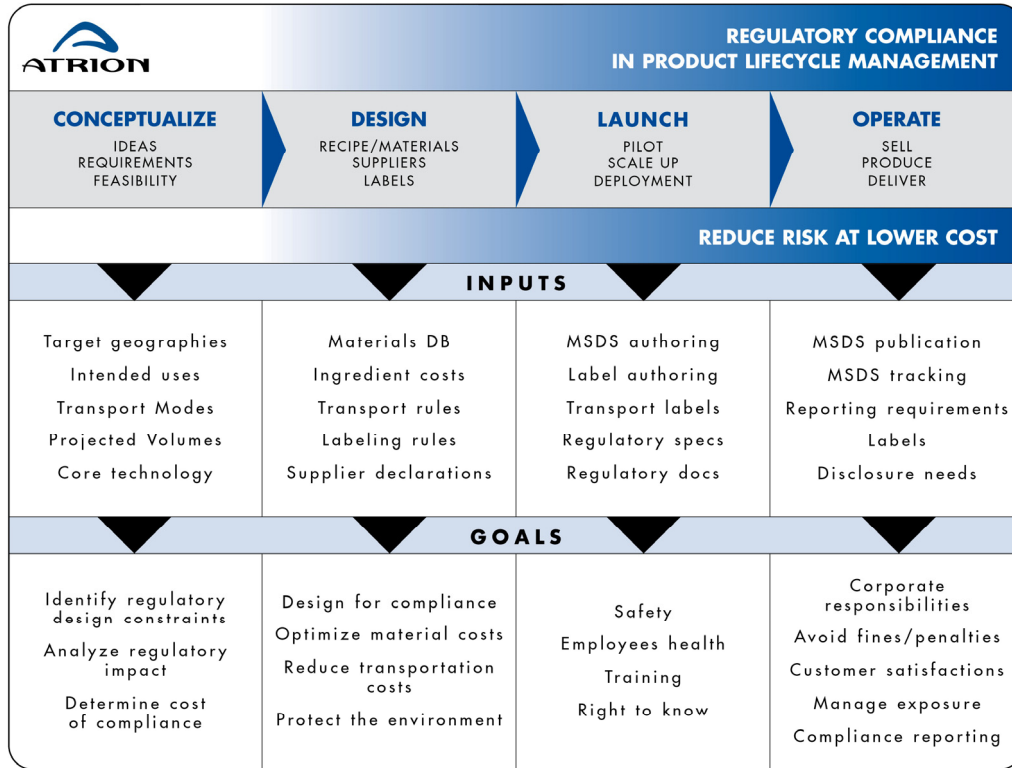 ATRION
REGULATORY COMPLIANCE
IN PRODUCT LIFECYCLE MANAGEMENT
CONCEPTUALIZE
IDEAS
REQUIREMENTS
FEASIBILITY
DESIGN
RECIPE/MATERIALS
SUPPLIERS
LABELS
LAUNCH
PILOT
SCALE UP
DEPLOYMENT
OPERATE
SELL
PRODUCE
DELIVER
REDUCE RISK AT LOWER COST
INPUTS
Target geographies
Intended uses
Transport Modes
Projected Volumes
Core technology
Materials DB
Ingredient costs
Transport rules
Labeling rules
Supplier declarations
MSDS authoring
Label authoring
Transport labels
Regulatory specs
Regulatory docs
MSDS publication
MSDS tracking
Reporting requirements
Labels
Disclosure needs
GOALS
Identify regulatory
design constraints
Analyze regulatory
impact
Determine cost
of compliance
Design for compliance
Optimize material costs
Reduce transportation
costs
Protect the environment
Safety
Employees health
Training
Right to know
Corporate
responsibilities
Avoid fines/penalties
Customer satisfactions
Manage exposure
Compliance reporting